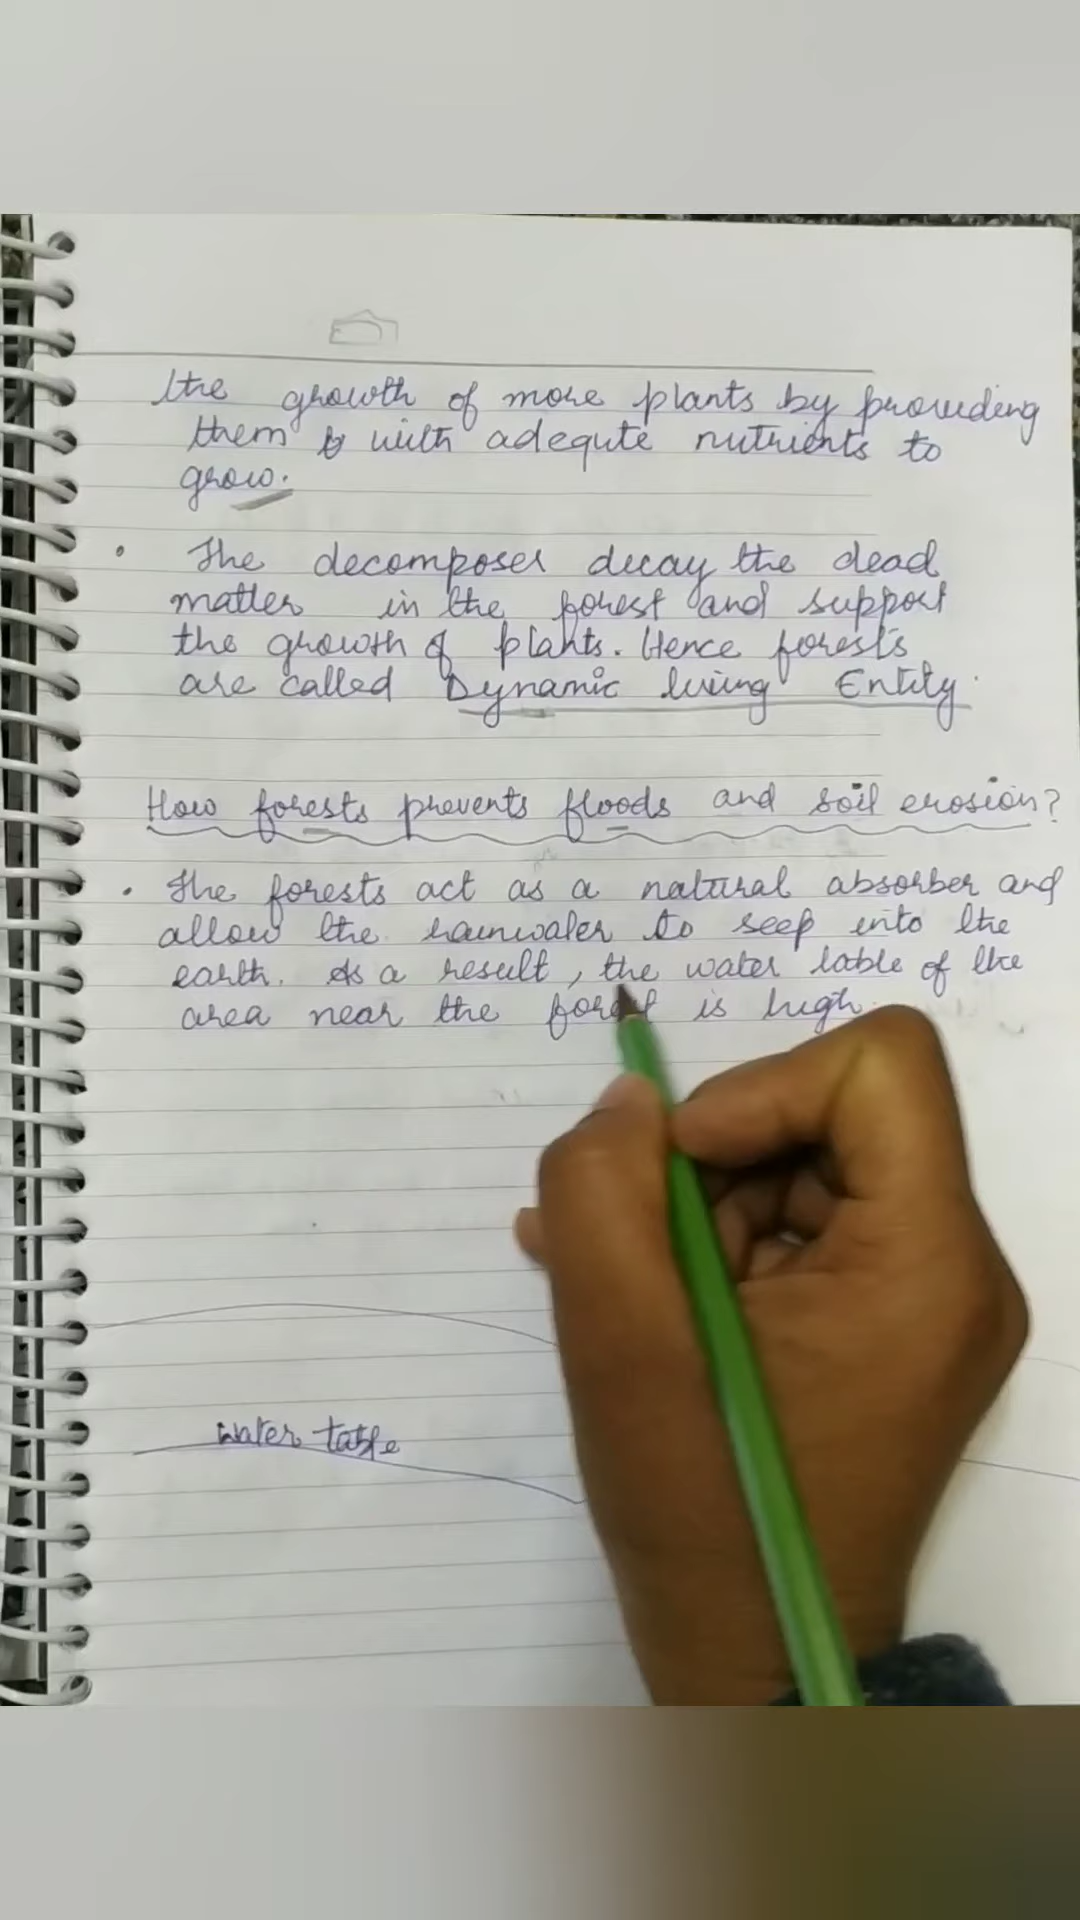 the growth of more plants by prowiding
them with adequte nutrients to
grow.
• The decomposer decay the dead
matter in the forest and support
the growth of plants. Hence forests
are called Dynamic living Entity.
How forests prevents floods and soil erosion?
• The forests act as a natural absorber and
allow the rainwater to seep into the
earth. As a result, the water table of the
area near the forest is high
Water table